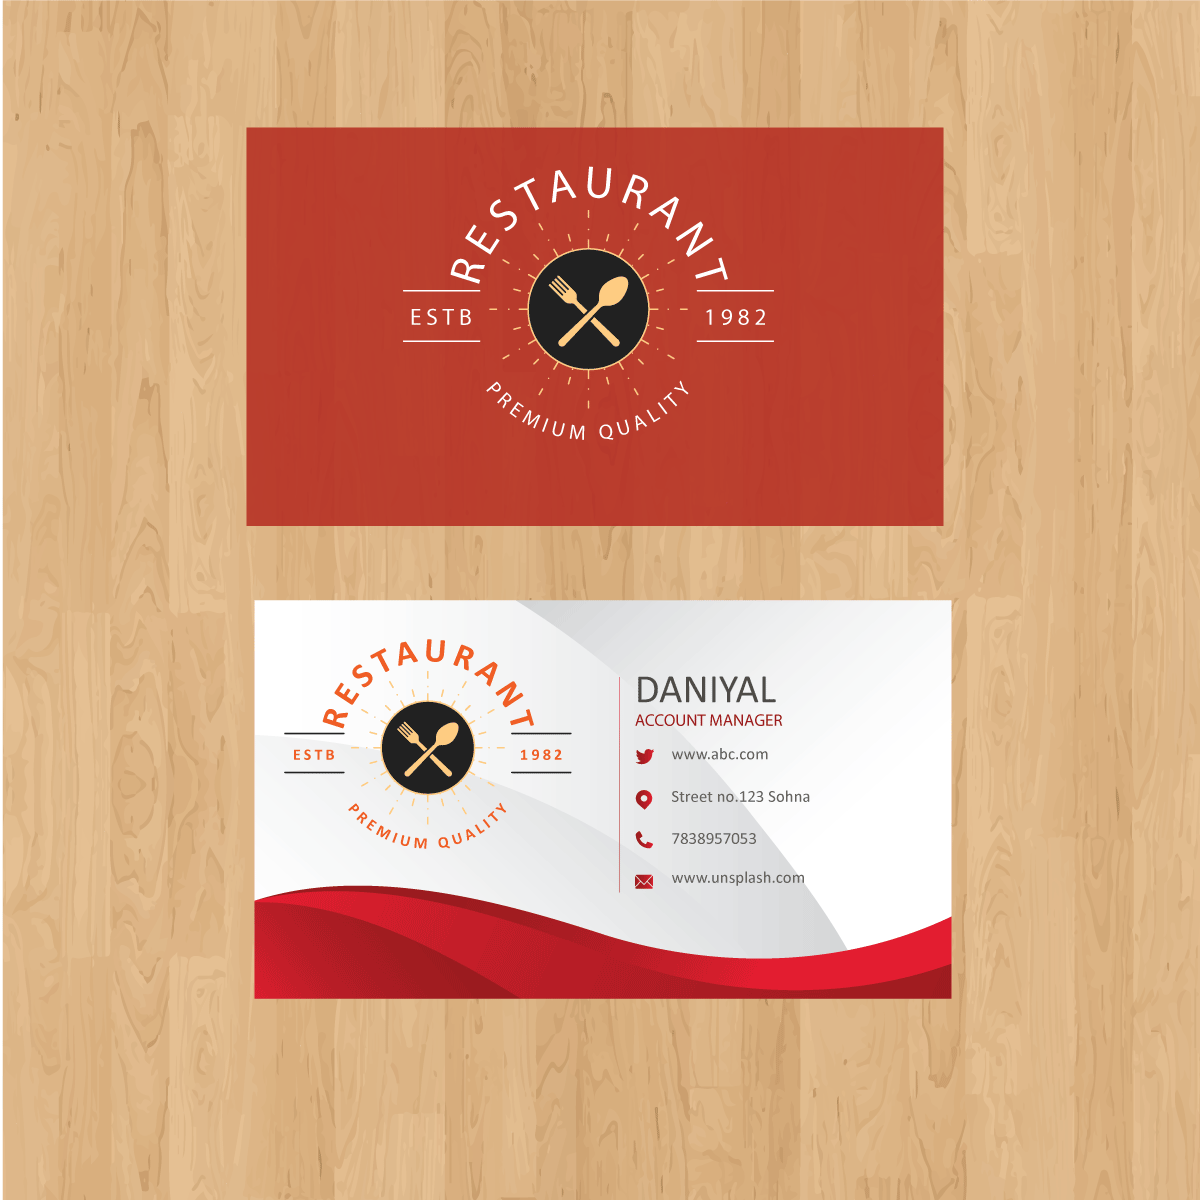 RESTAURANT
ESTB 1982
PREMIUM QUALITY
RESTAURANT
ESTB 1982
PREMIUM QUALITY
DANIYAL
ACCOUNT MANAGER
www.abc.com
Street no.123 Sohna
7838957053
www.unsplash.com